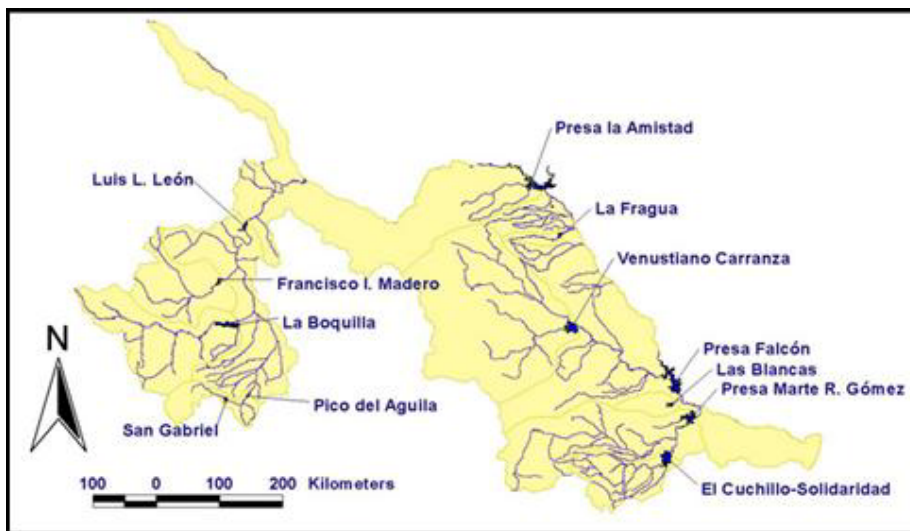 Presa la Amistad
Luis L. León
La Fragua
Venustiano Carranza
Francisco I. Madero
La Boquilla
N
Presa Falcón
Las Blancas
Presa Marte R. Gómez
Pico del Aguila
San Gabriel
100 0 100 200 Kilometers
El Cuchillo-Solidaridad